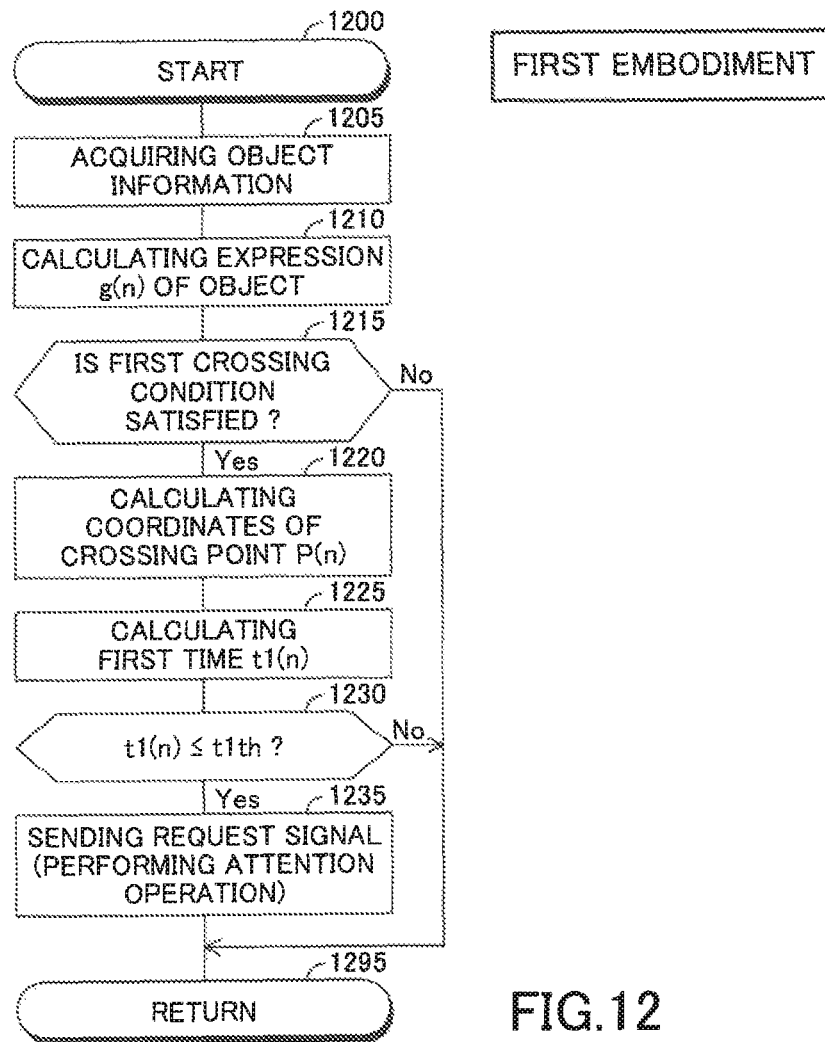 1200
START
FIRST EMBODIMENT
1205
ACQUIRING OBJECT
INFORMATION
1210
CALCULATING EXPRESSION
g(n) OF OBJECT
1215
IS FIRST CROSSING
CONDITION
SATISFIED ?
No
Yes
1220
CALCULATING
COORDINATES OF
CROSSING POINT P(n)
1225
CALCULATING
FIRST TIME t1(n)
1230
t1(n) ≤ t1th ?
No
Yes
1235
SENDING REQUEST SIGNAL
(PERFORMING ATTENTION
OPERATION)
1295
RETURN
FIG.12